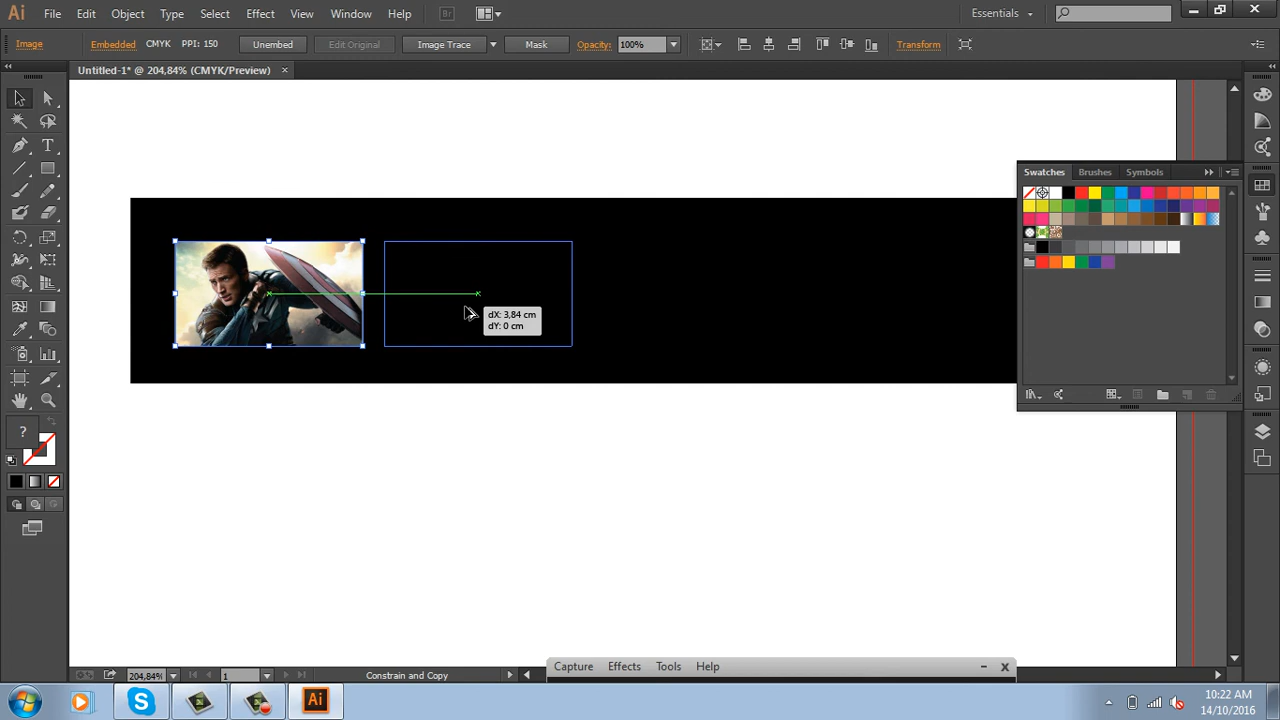 Ai File Edit Object Type Select Effect View Window Help Br Essentials
Image Embedded CMYK PPI: 150 Unembed Edit Original Image Trace Mask Opacity: 100% Transform
Untitled-1* @ 204,84% (CMYK/Preview)
Swatches Brushes Symbols
dX: 3,84 cm
dY: 0 cm
?
204,84% 1 Constrain and Copy
Capture Effects Tools Help
Ai
10:22 AM
14/10/2016